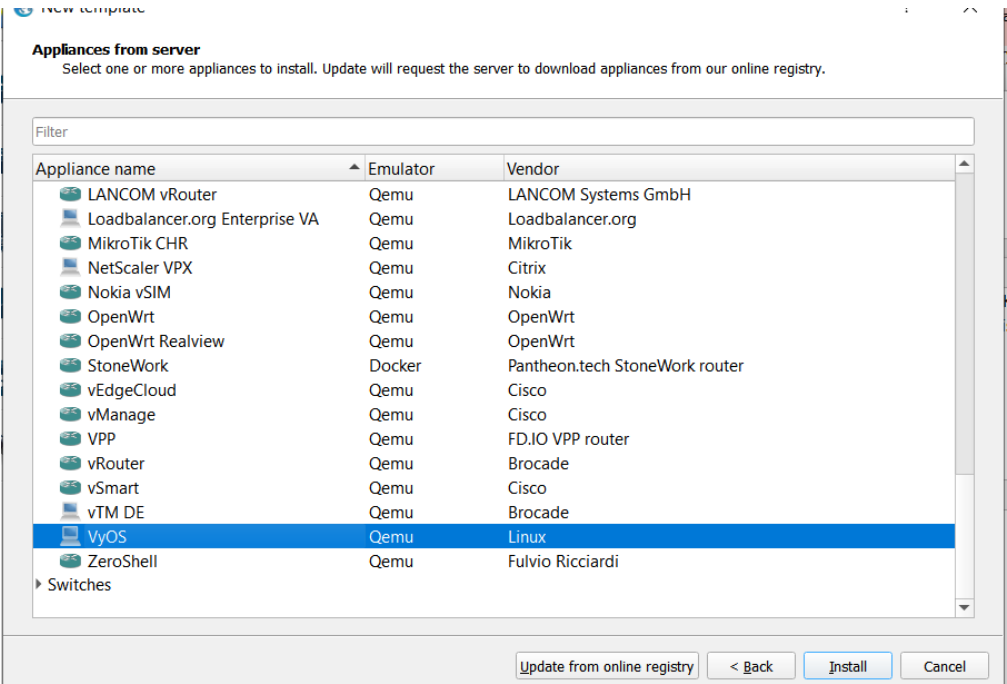 New template
Appliances from server
Select one or more appliances to install. Update will request the server to download appliances from our online registry.
Filter
Appliance name Emulator Vendor
LANCOM vRouter Qemu LANCOM Systems GmbH
Loadbalancer.org Enterprise VA Qemu Loadbalancer.org
MikroTik CHR Qemu MikroTik
NetScaler VPX Qemu Citrix
Nokia vSIM Qemu Nokia
OpenWrt Qemu OpenWrt
OpenWrt Realview Qemu OpenWrt
StoneWork Docker Pantheon.tech StoneWork router
vEdgeCloud Qemu Cisco
vManage Qemu Cisco
VPP Qemu FD.IO VPP router
vRouter Qemu Brocade
vSmart Qemu Cisco
vTM DE Qemu Brocade
VyOS Qemu Linux
ZeroShell Qemu Fulvio Ricciardi
Switches
Update from online registry < Back Install Cancel